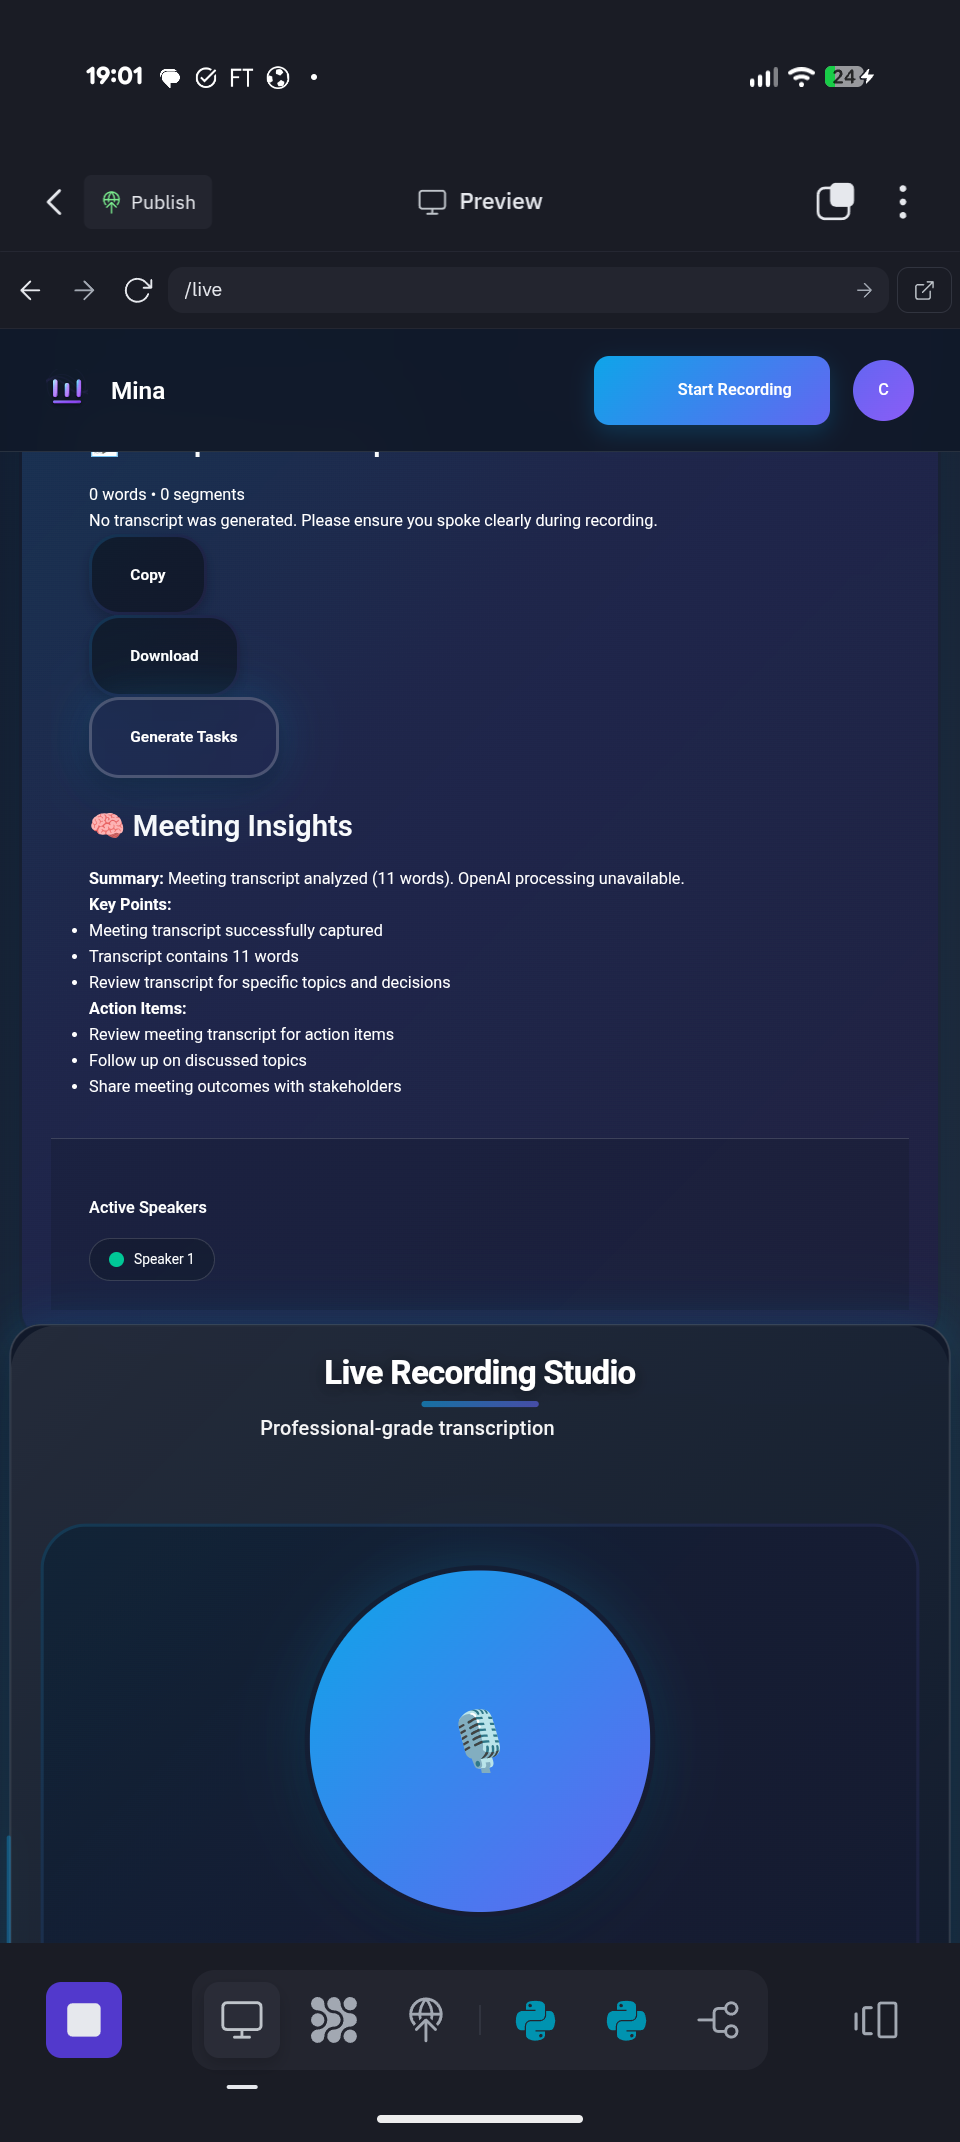 19:01
FT
24
Publish
Preview
/live
Mina
Start Recording
C
0 words • 0 segments
No transcript was generated. Please ensure you spoke clearly during recording.
Copy
Download
Generate Tasks
🧠 Meeting Insights
Summary: Meeting transcript analyzed (11 words). OpenAI processing unavailable.
Key Points:
• Meeting transcript successfully captured
• Transcript contains 11 words
• Review transcript for specific topics and decisions
Action Items:
• Review meeting transcript for action items
• Follow up on discussed topics
• Share meeting outcomes with stakeholders
Active Speakers
Speaker 1
Live Recording Studio
Professional-grade transcription